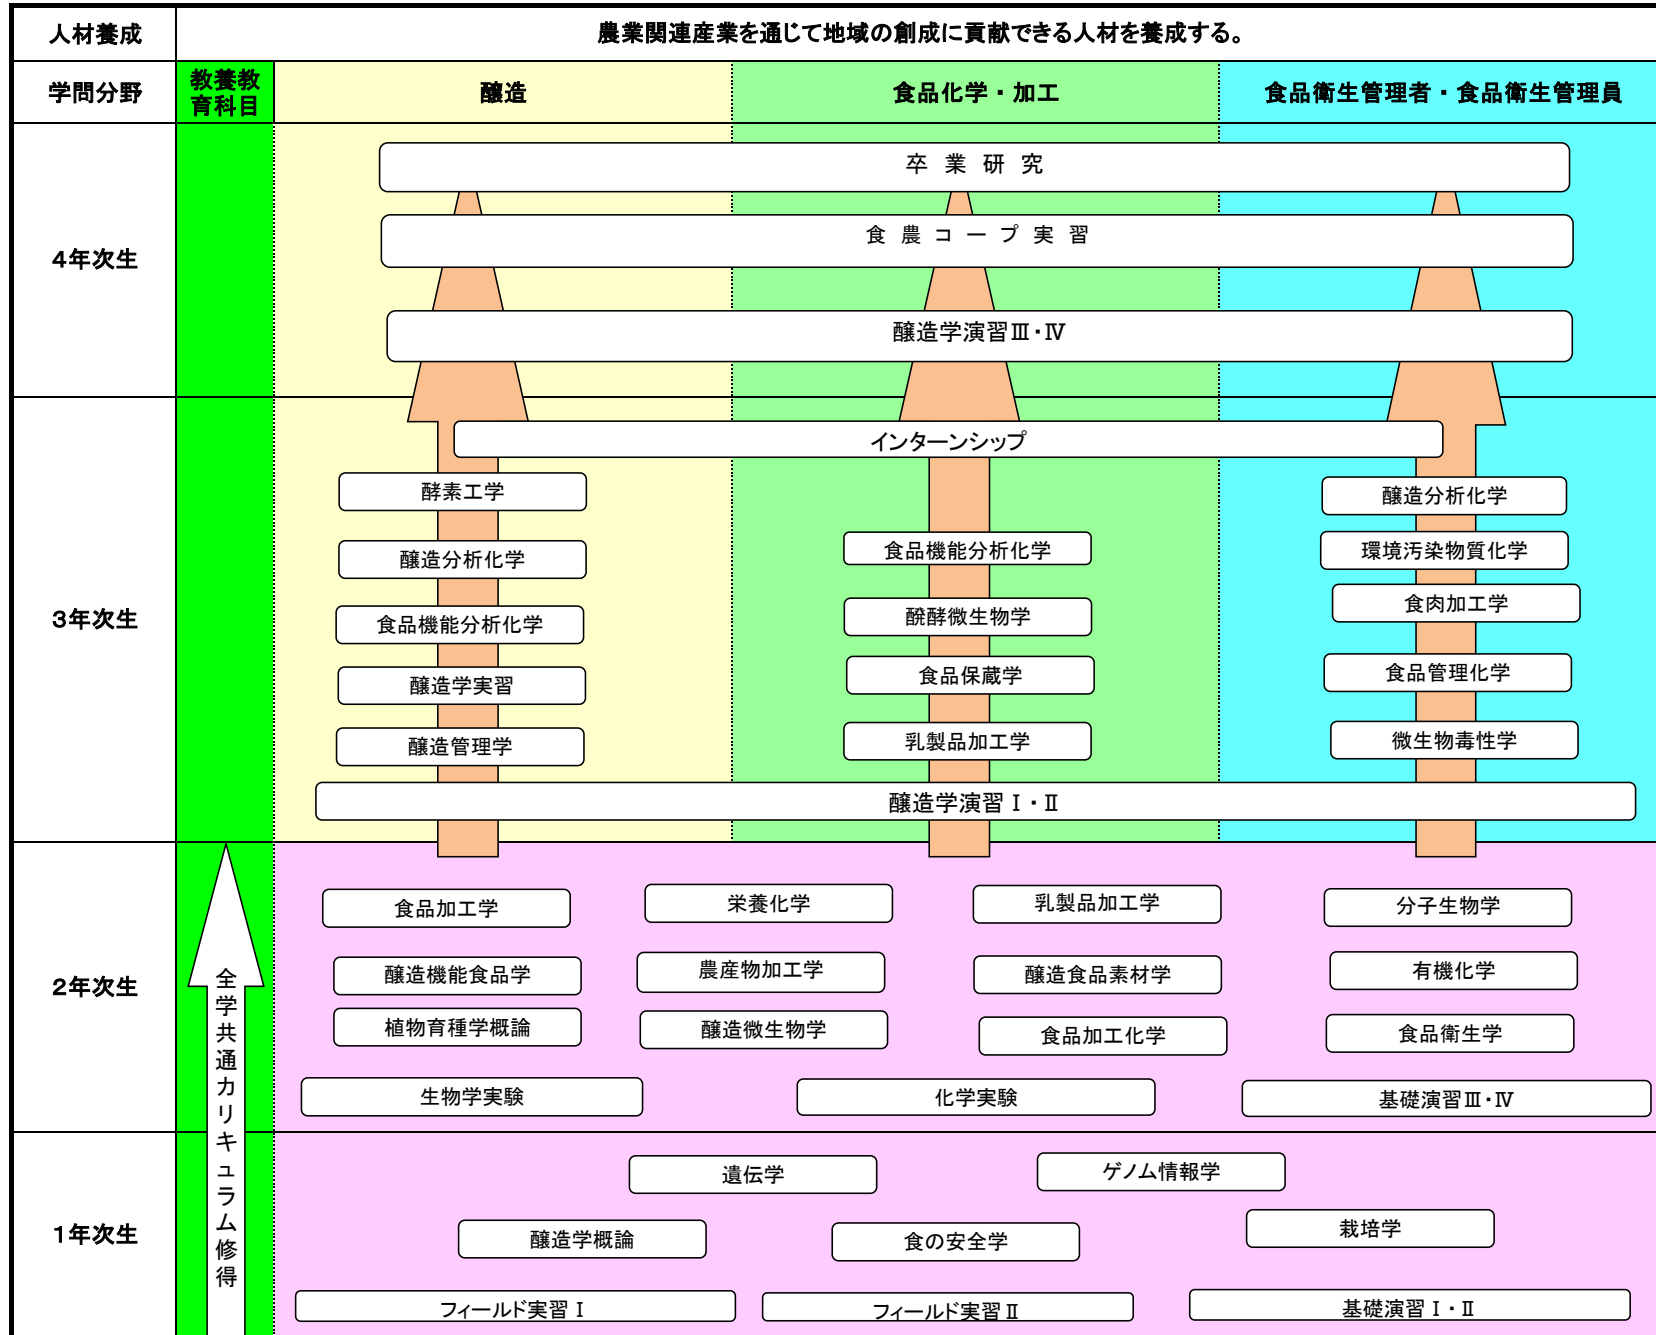 人材養成
農業関連産業を通じて地域の創成に貢献できる人材を養成する。
学問分野
教養教
育科目
醸造
食品化学・加工
食品衛生管理者・食品衛生管理員
4年次生
卒業研究
食農コープ実習
醸造学演習Ⅲ・Ⅳ
3年次生
インターンシップ
酵素工学
醸造分析化学
食品機能分析化学
醸造学実習
醸造管理学
食品機能分析化学
醗酵微生物学
食品保蔵学
乳製品加工学
醸造分析化学
環境汚染物質化学
食肉加工学
食品管理化学
微生物毒性学
醸造学演習Ⅰ・Ⅱ
2年次生
食品加工学
栄養化学
乳製品加工学
分子生物学
醸造機能食品学
農産物加工学
醸造食品素材学
有機化学
植物育種学概論
醸造微生物学
食品加工化学
食品衛生学
生物学実験
化学実験
基礎演習Ⅲ・Ⅳ
全学共通カリキュラム修得
1年次生
遺伝学
ゲノム情報学
醸造学概論
食の安全学
栽培学
フィールド実習Ⅰ
フィールド実習Ⅱ
基礎演習Ⅰ・Ⅱ